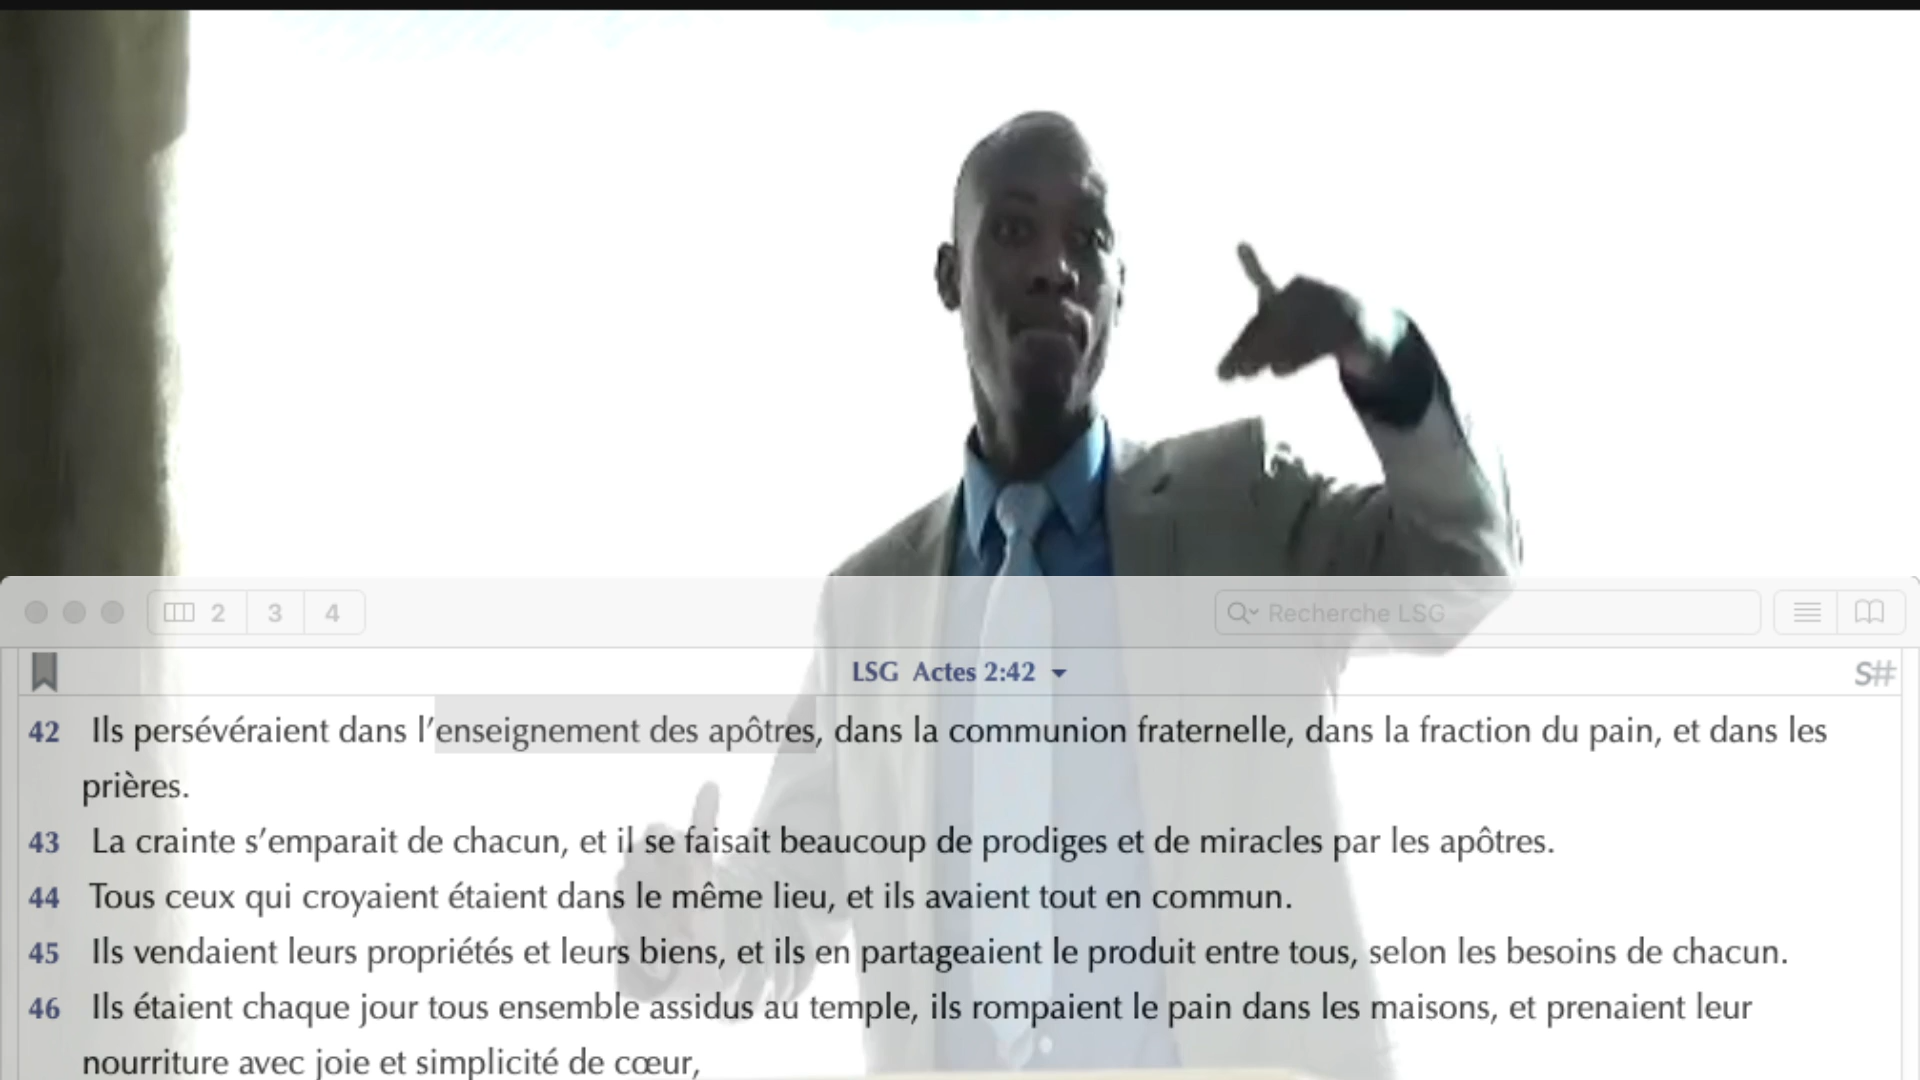 2 3 4 Recherche LSG
LSG Actes 2:42 S#
42 Ils persévéraient dans l’enseignement des apôtres, dans la communion fraternelle, dans la fraction du pain, et dans les
prières.
43 La crainte s’emparait de chacun, et il se faisait beaucoup de prodiges et de miracles par les apôtres.
44 Tous ceux qui croyaient étaient dans le même lieu, et ils avaient tout en commun.
45 Ils vendaient leurs propriétés et leurs biens, et ils en partageaient le produit entre tous, selon les besoins de chacun.
46 Ils étaient chaque jour tous ensemble assidus au temple, ils rompaient le pain dans les maisons, et prenaient leur
nourriture avec joie et simplicité de cœur,